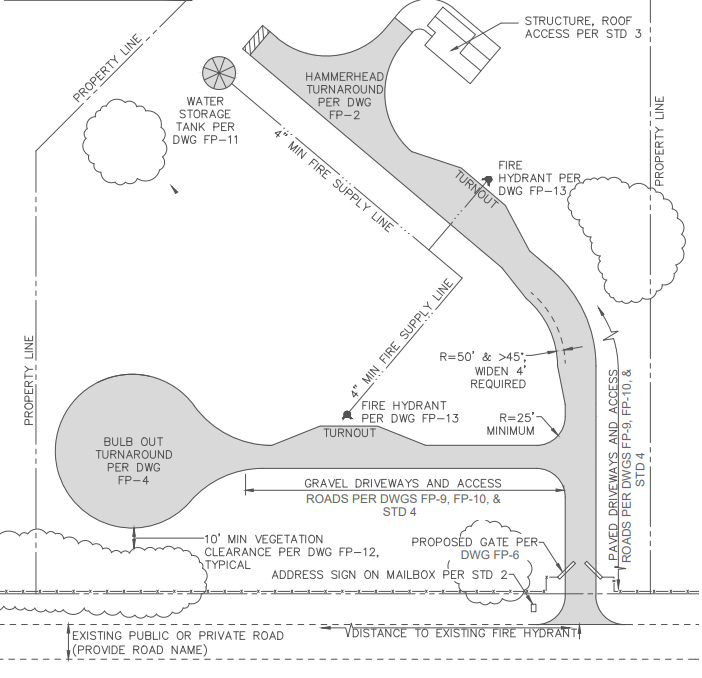 STRUCTURE, ROOF
ACCESS PER STD 3
PROPERTY LINE
HAMMERHEAD
TURNAROUND
PER DWG
FP-2
WATER
STORAGE
TANK PER
DWG FP-11
4" MIN FIRE SUPPLY LINE
FIRE
HYDRANT PER
DWG FP-13
TURNOUT
PROPERTY LINE
4" MIN FIRE SUPPLY LINE
PROPERTY LINE
R=50' & >45°,
WIDEN 4'
REQUIRED
FIRE HYDRANT
PER DWG FP-13
TURNOUT
R=25'
MINIMUM
BULB OUT
TURNAROUND
PER DWG
FP-4
PAVED DRIVEWAYS AND ACCESS
ROADS PER DWGS FP-9, FP-10, &
STD 4
GRAVEL DRIVEWAYS AND ACCESS
ROADS PER DWGS FP-9, FP-10, &
STD 4
10' MIN VEGETATION
CLEARANCE PER DWG FP-12,
TYPICAL
PROPOSED GATE PER
DWG FP-6
ADDRESS SIGN ON MAILBOX PER STD 2
EXISTING PUBLIC OR PRIVATE ROAD
(PROVIDE ROAD NAME)
DISTANCE TO EXISTING FIRE HYDRANT